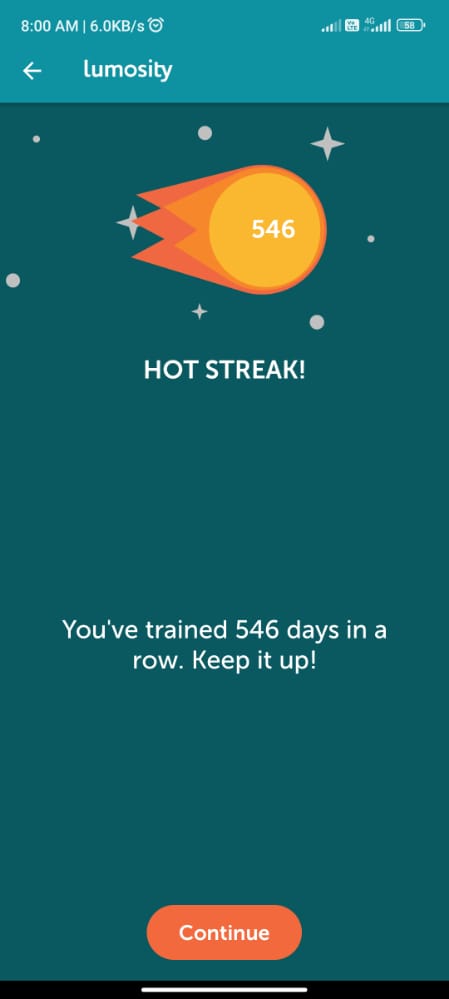 8:00 AM | 6.0KB/s
4G
58
lumosity
546
HOT STREAK!
You've trained 546 days in a
row. Keep it up!
Continue